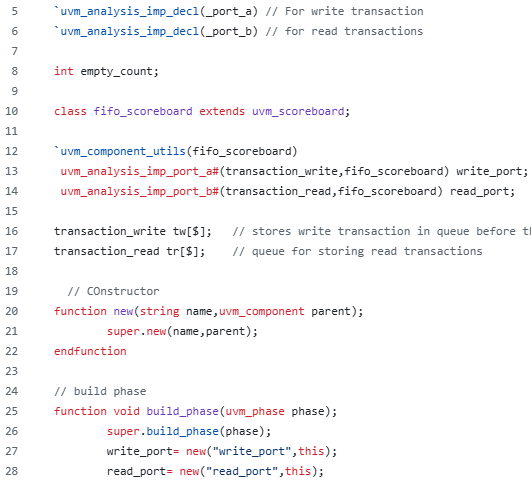 5 `uvm_analysis_imp_decl(_port_a) // For write transaction
6 `uvm_analysis_imp_decl(_port_b) // for read transactions
7
8 int empty_count;
9
10 class fifo_scoreboard extends uvm_scoreboard;
11
12 `uvm_component_utils(fifo_scoreboard)
13 uvm_analysis_imp_port_a#(transaction_write,fifo_scoreboard) write_port;
14 uvm_analysis_imp_port_b#(transaction_read,fifo_scoreboard) read_port;
15
16 transaction_write tw[$]; // stores write transaction in queue before
17 transaction_read tr[$]; // queue for storing read transactions
18
19 // COnstructor
20 function new(string name,uvm_component parent);
21 super.new(name,parent);
22 endfunction
23
24 // build phase
25 function void build_phase(uvm_phase phase);
26 super.build_phase(phase);
27 write_port= new("write_port",this);
28 read_port= new("read_port",this);